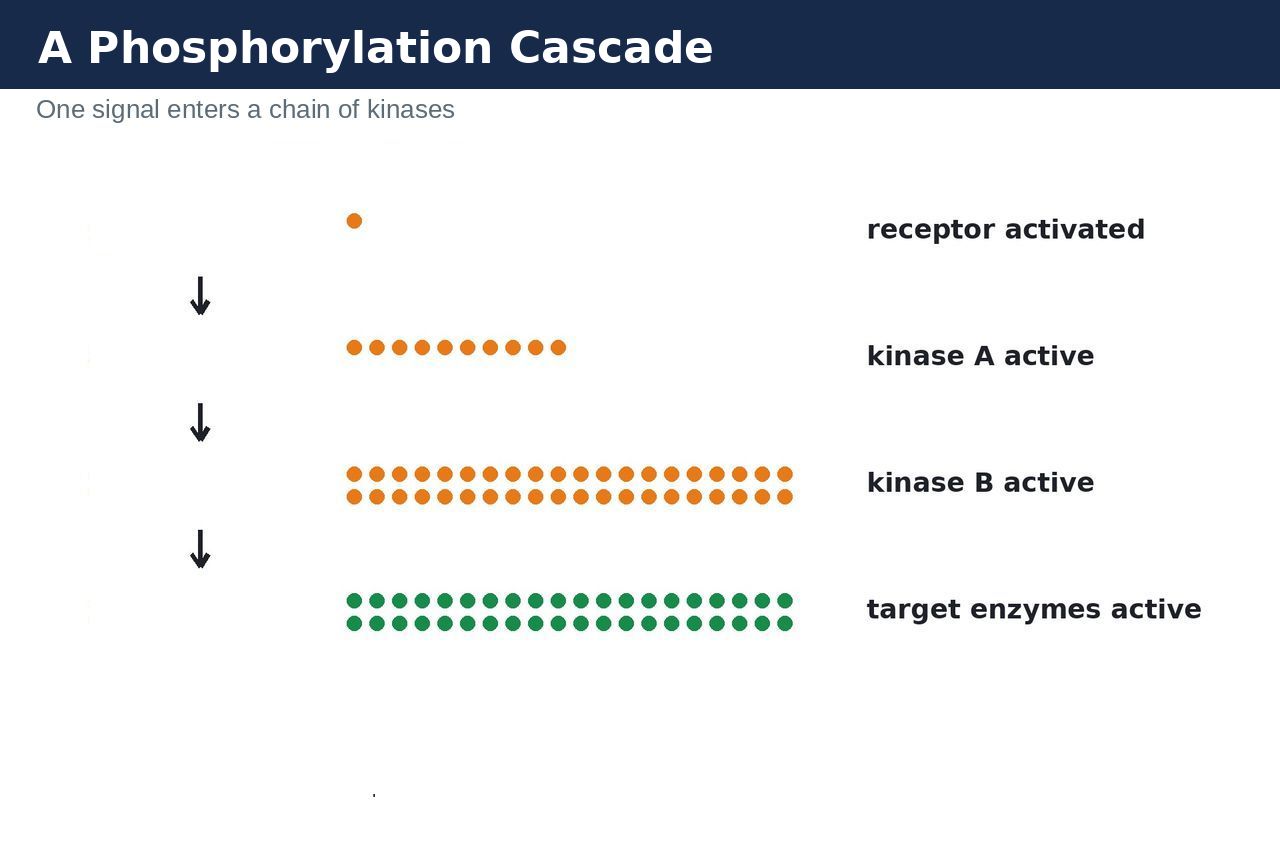 A Phosphorylation Cascade
One signal enters a chain of kinases
receptor activated
kinase A active
kinase B active
target enzymes active